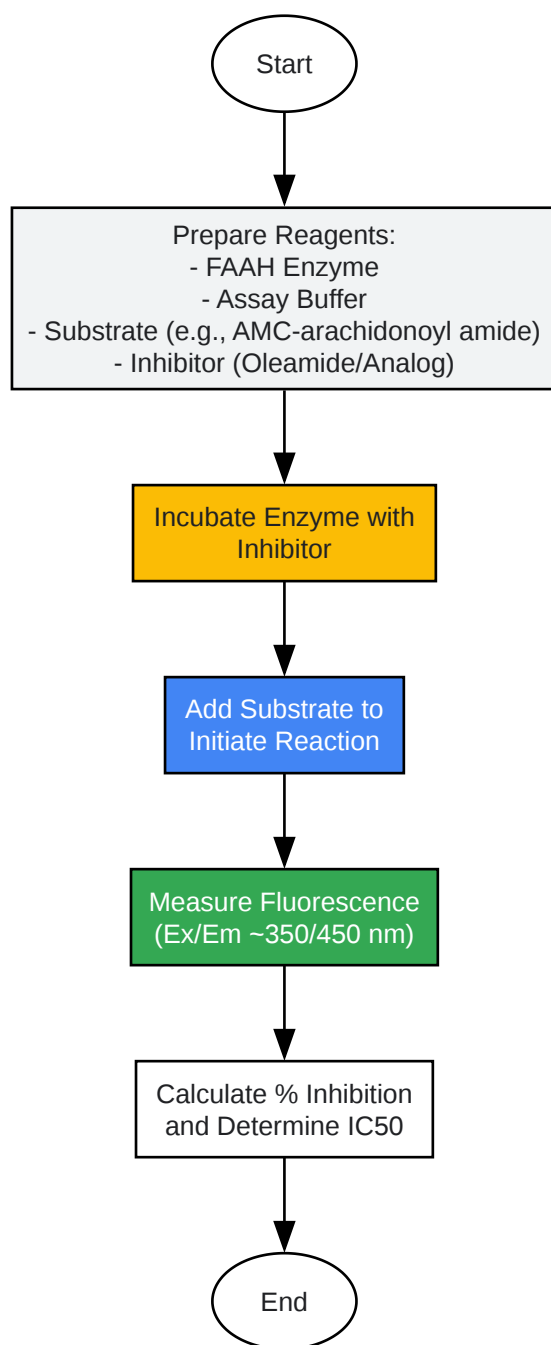 Start
Prepare Reagents:
- FAAH Enzyme
- Assay Buffer
- Substrate (e.g., AMC-arachidonoyl amide)
- Inhibitor (Oleamide/Analog)
Incubate Enzyme with
Inhibitor
Add Substrate to
Initiate Reaction
Measure Fluorescence
(Ex/Em ~350/450 nm)
Calculate % Inhibition
and Determine IC50
End